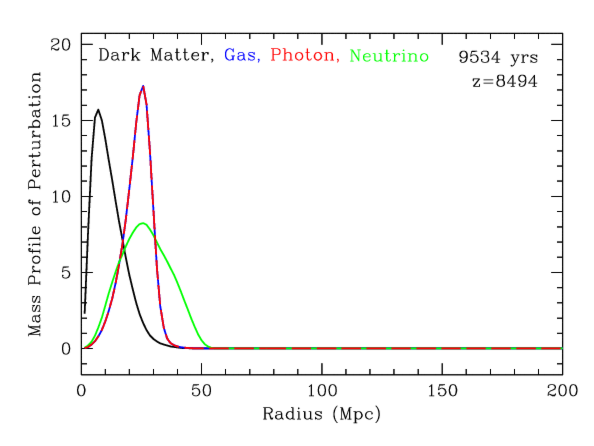 Dark Matter, Gas, Photon, Neutrino 9534 yrs
z=8494
Mass Profile of Perturbation
20
15
10
5
0
0 50 100 150 200
Radius (Mpc)